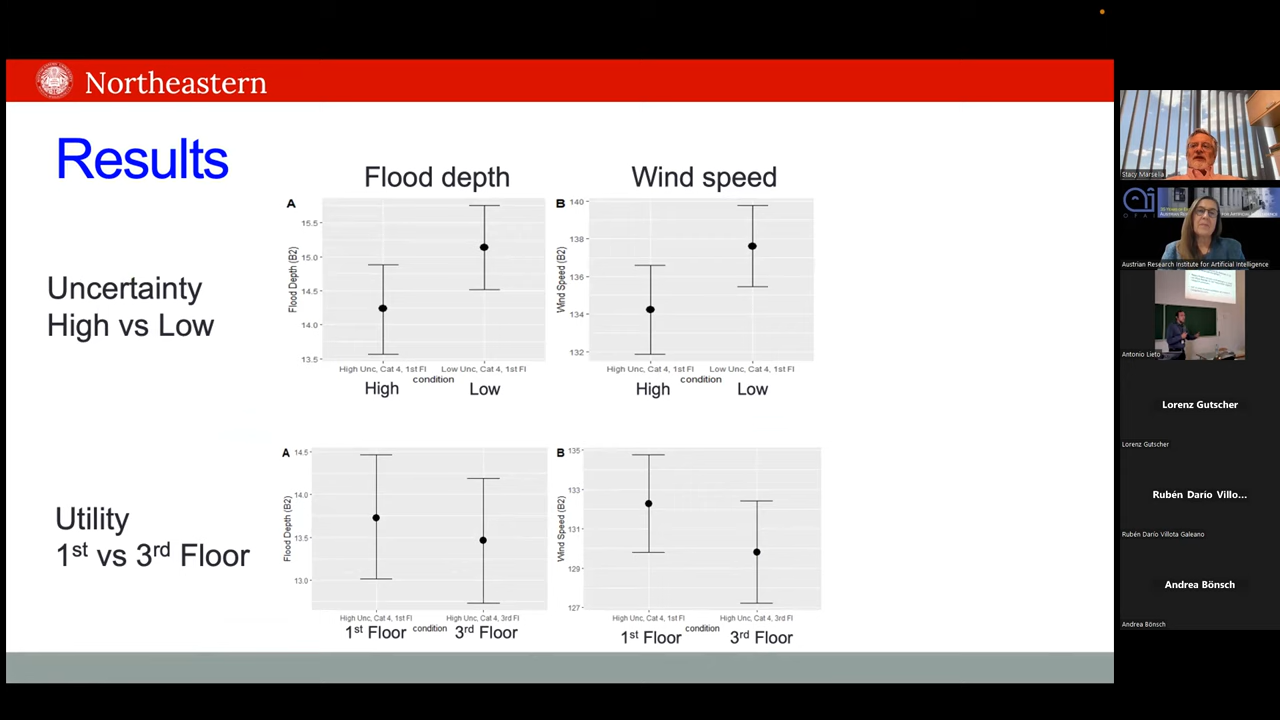 Northeastern
Results
Flood depth
Wind speed
Uncertainty
High vs Low
A
15.5
15.0
14.5
14.0
13.5
Flood Depth (B2)
High Unc, Cat 4, 1st Fl
Low Unc, Cat 4, 1st Fl
condition
High
Low
B
140
138
136
134
132
Wind Speed (B2)
High Unc, Cat 4, 1st Fl
Low Unc, Cat 4, 1st Fl
condition
High
Low
Utility
1st vs 3rd Floor
A
14.5
14.0
13.5
13.0
Flood Depth (B2)
High Unc, Cat 4, 1st Fl
High Unc, Cat 4, 3rd Fl
condition
1st Floor
3rd Floor
B
135
133
131
129
127
Wind Speed (B2)
High Unc, Cat 4, 1st Fl
High Unc, Cat 4, 3rd Fl
condition
1st Floor
3rd Floor
Stacy Marsella
OFAI
Austrian Research Institute for Artificial Intelligence
Antonio Lieto
Lorenz Gutscher
Lorenz Gutscher
Rubén Darío Villo...
Rubén Darío Villota Galeano
Andrea Bönsch
Andrea Bönsch